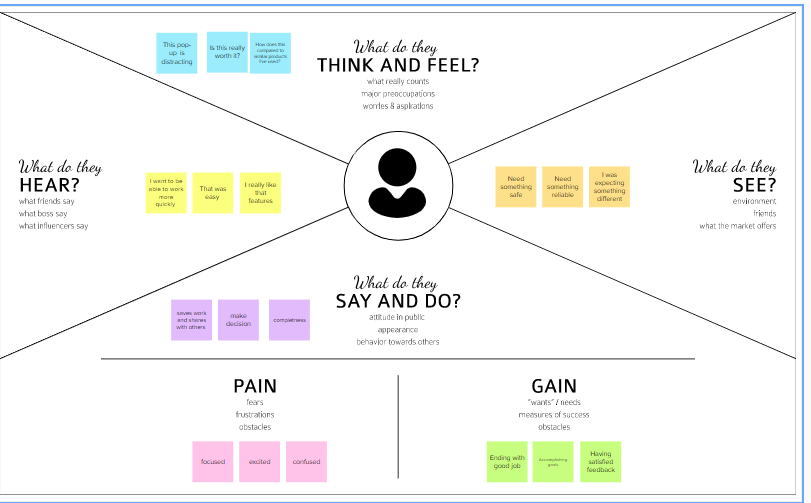 This pop-
up is
distracting
Is this really
worth it?
How does this
compared to
similar products
I've used?
What do they
THINK AND FEEL?
what really counts
major preoccupations
worries & aspirations
What do they
HEAR?
what friends say
what boss say
what influencers say
I want to be
able to work
more
quickly
That was
easy
I really like
that
features
Need
something
safe
Need
something
reliable
I was
expecting
something
different
What do they
SEE?
environment
friends
what the market offers
What do they
SAY AND DO?
attitude in public
appearance
behavior towards others
saves work
and shares
with others
make
decision
completness
PAIN
fears
frustrations
obstacles
focused
excited
confused
GAIN
"wants" / needs
measures of success
obstacles
Ending with
good job
Accomplishing
goals
Having
satisfied
feedback